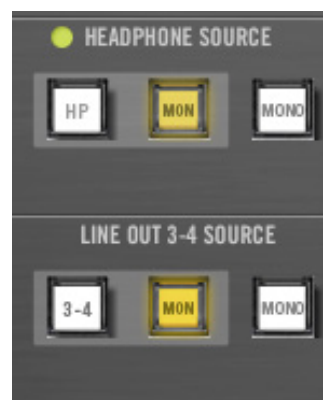 HEADPHONE SOURCE
HP MON MONO
LINE OUT 3-4 SOURCE
3-4 MON MONO